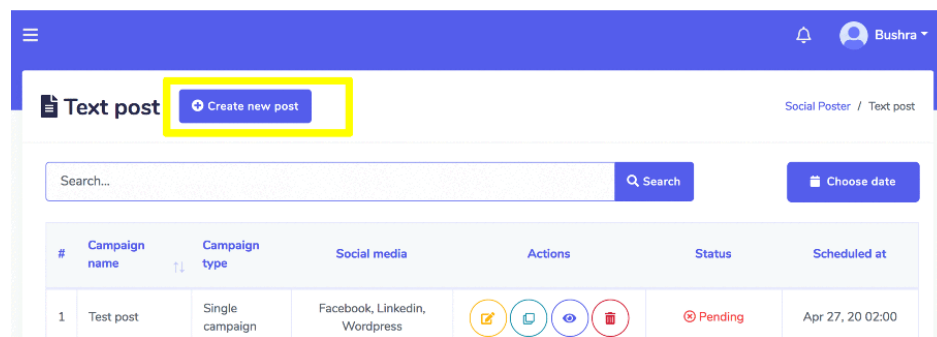 Bushra
Text post
Create new post
Social Poster / Text post
Search...
Search
Choose date
# Campaign name Campaign type Social media Actions Status Scheduled at
1 Test post Single campaign Facebook, Linkedin, Wordpress Pending Apr 27, 20 02:00